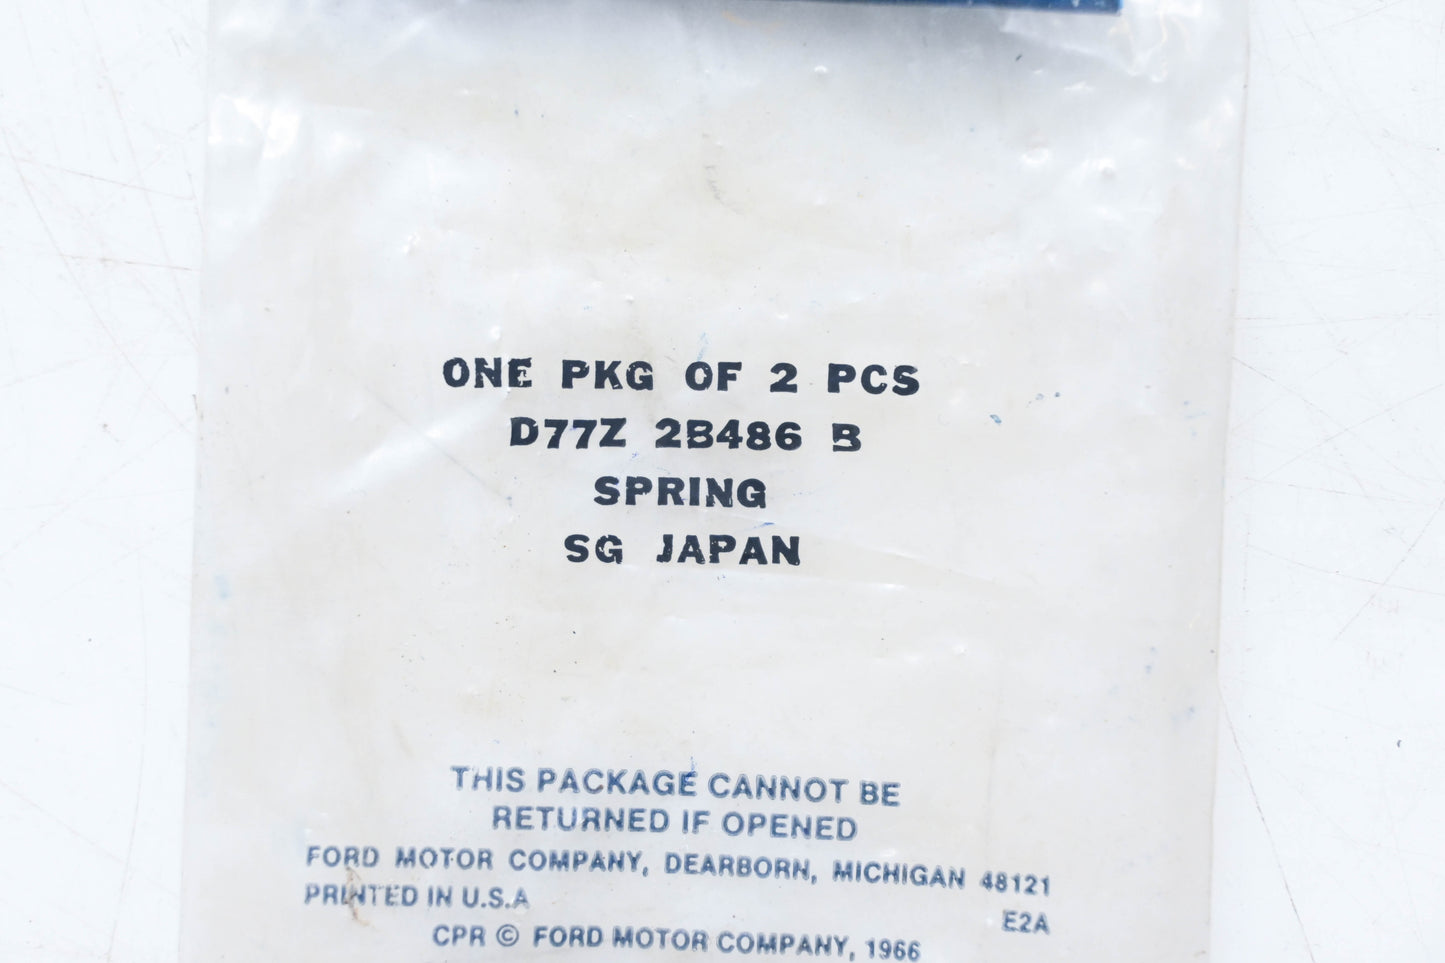 ONE PKG OF 2 PCS
D77Z 2B486 B
SPRING
SG JAPAN
THIS PACKAGE CANNOT BE
RETURNED IF OPENED
FORD MOTOR COMPANY, DEARBORN, MICHIGAN 48121
PRINTED IN U.S.A
E2A
CPR © FORD MOTOR COMPANY, 1966